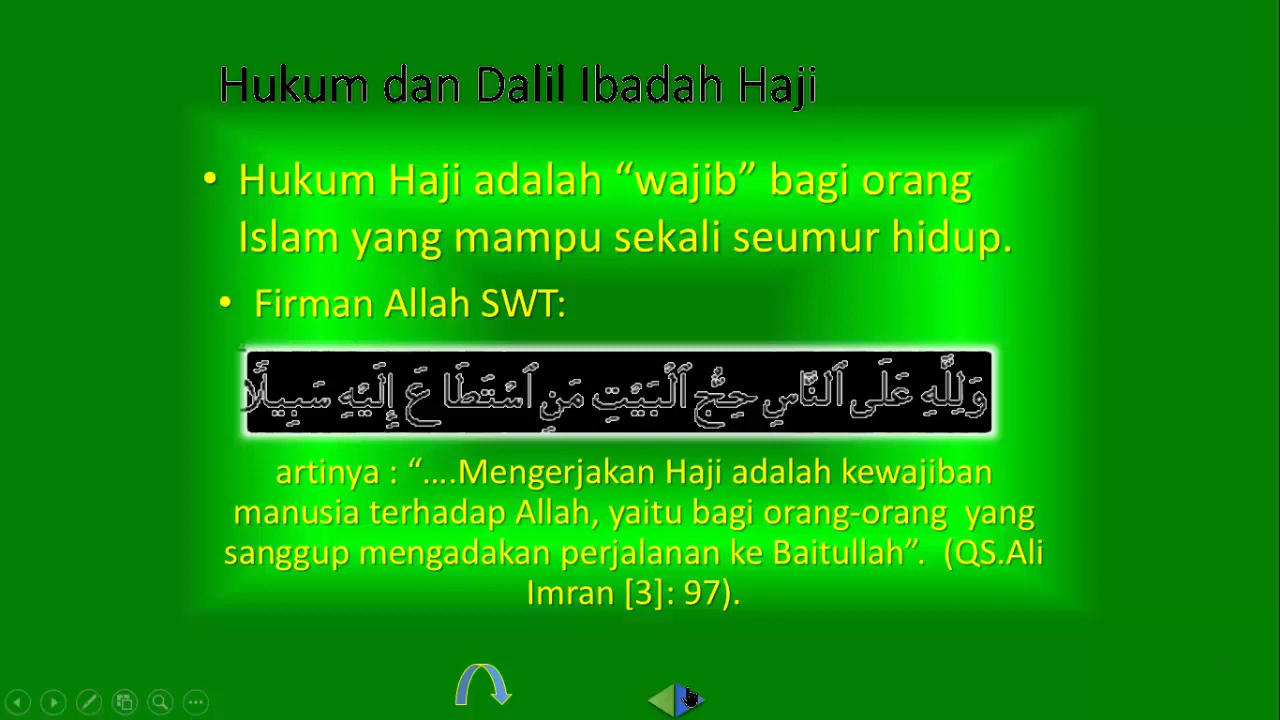 Hukum dan Dalil Ibadah Haji
• Hukum Haji adalah “wajib” bagi orang
Islam yang mampu sekali seumur hidup.
• Firman Allah SWT:
وَلِلَّهِ عَلَى ٱلنَّاسِ حِجُّ ٱلْبَيْتِ مَنِ ٱسْتَطَاعَ إِلَيْهِ سَبِيلًا
artinya : “....Mengerjakan Haji adalah kewajiban
manusia terhadap Allah, yaitu bagi orang-orang  yang
sanggup mengadakan perjalanan ke Baitullah”.  (QS.Ali
Imran [3]: 97).